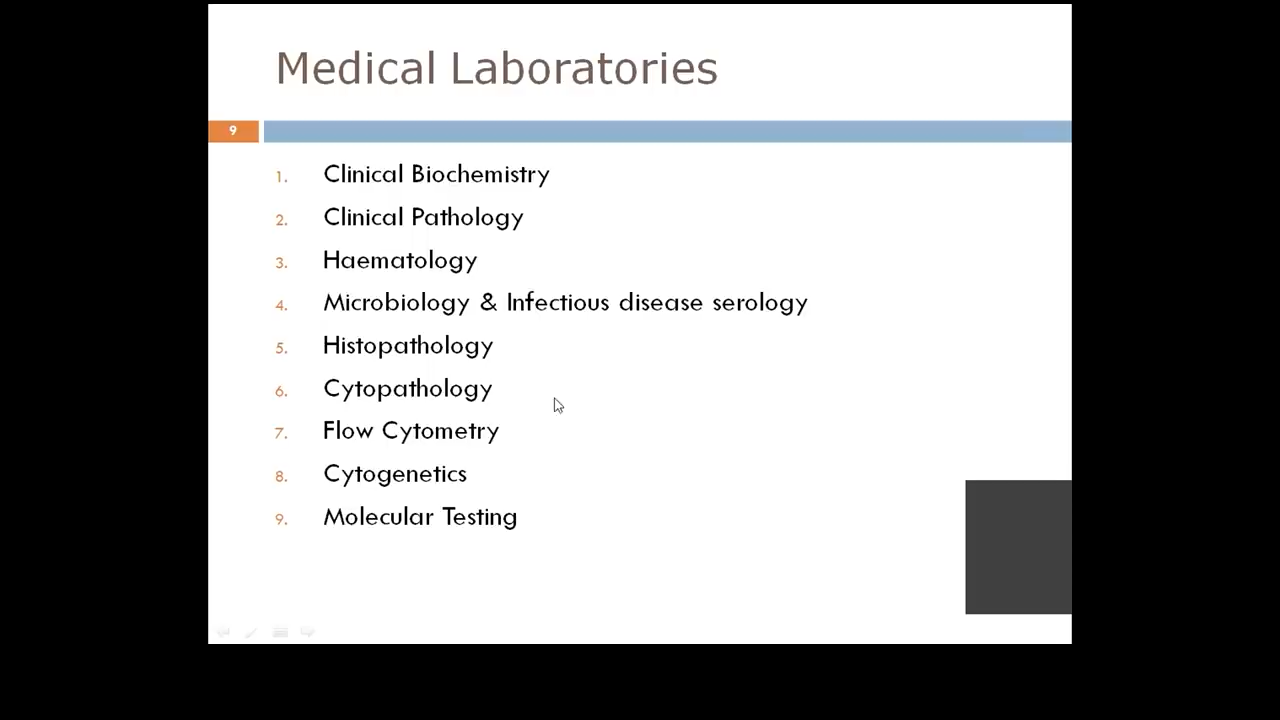 Medical Laboratories
9
1. Clinical Biochemistry
2. Clinical Pathology
3. Haematology
4. Microbiology & Infectious disease serology
5. Histopathology
6. Cytopathology
7. Flow Cytometry
8. Cytogenetics
9. Molecular Testing